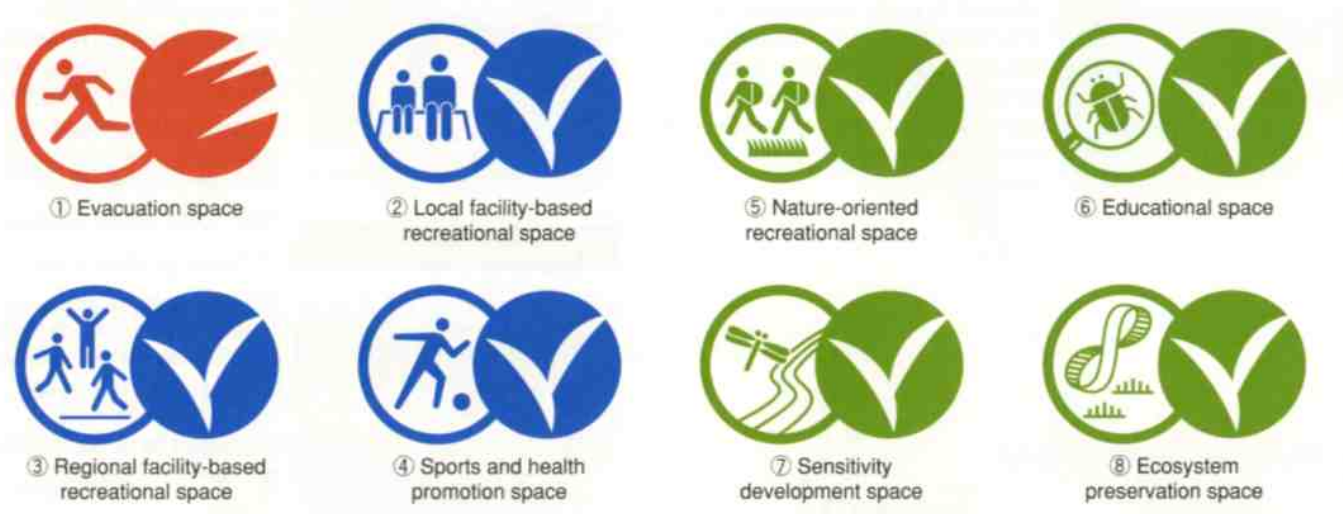 ① Evacuation space
② Local facility-based
recreational space
⑤ Nature-oriented
recreational space
⑥ Educational space
③ Regional facility-based
recreational space
④ Sports and health
promotion space
⑦ Sensitivity
development space
⑧ Ecosystem
preservation space